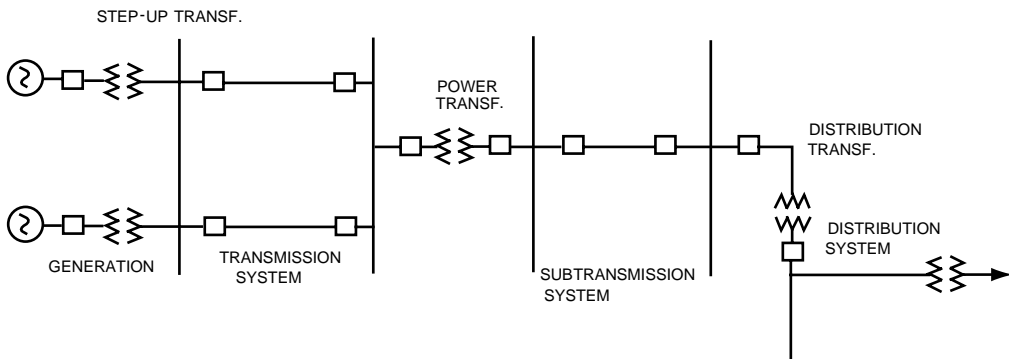 STEP-UP TRANSF.
POWER
TRANSF.
DISTRIBUTION
TRANSF.
GENERATION
TRANSMISSION
SYSTEM
SUBTRANSMISSION
SYSTEM
DISTRIBUTION
SYSTEM